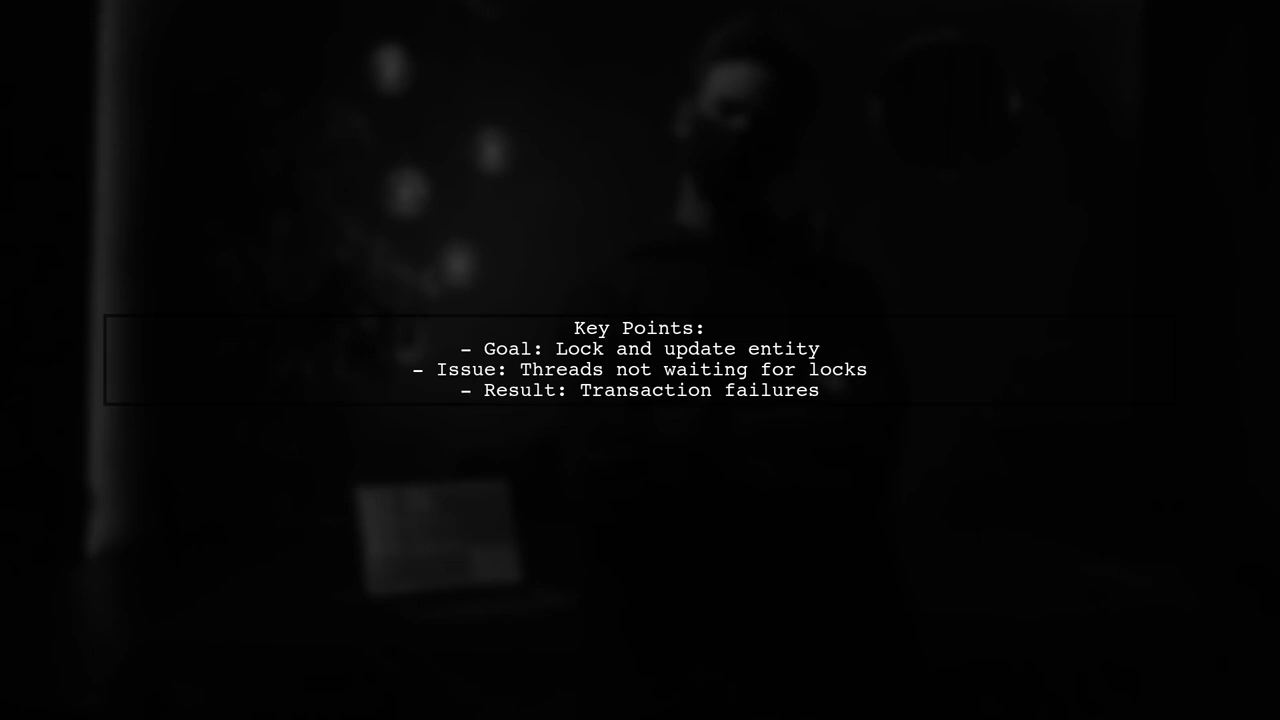 Key Points:
- Goal: Lock and update entity
- Issue: Threads not waiting for locks
- Result: Transaction failures